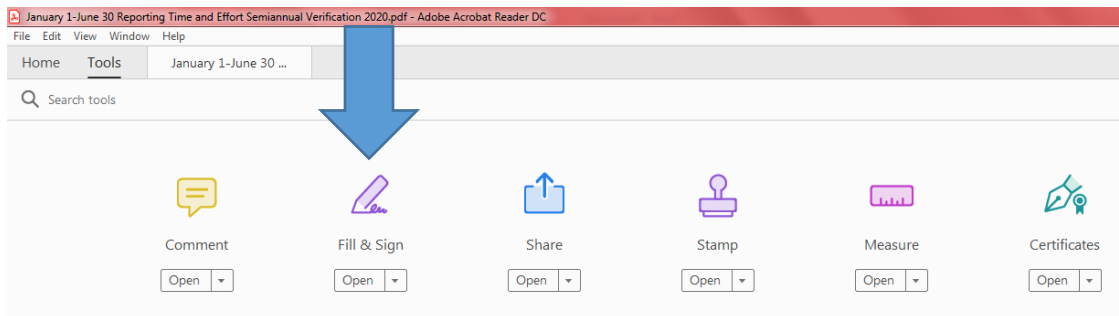 January 1-June 30 Reporting Time and Effort Semiannual Verification 2020.pdf - Adobe Acrobat Reader DC
File Edit View Window Help
Home Tools January 1-June 30 ...
Search tools
Comment Fill & Sign Share Stamp Measure Certificates
Open Open Open Open Open Open